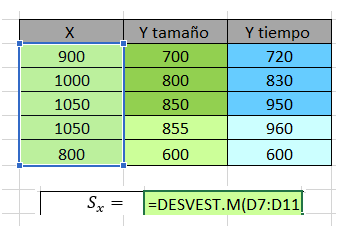 X Y tamaño Y tiempo
900 700 720
1000 800 830
1050 850 950
1050 855 960
800 600 600
Sₓ = =DESVEST.M(D7:D11